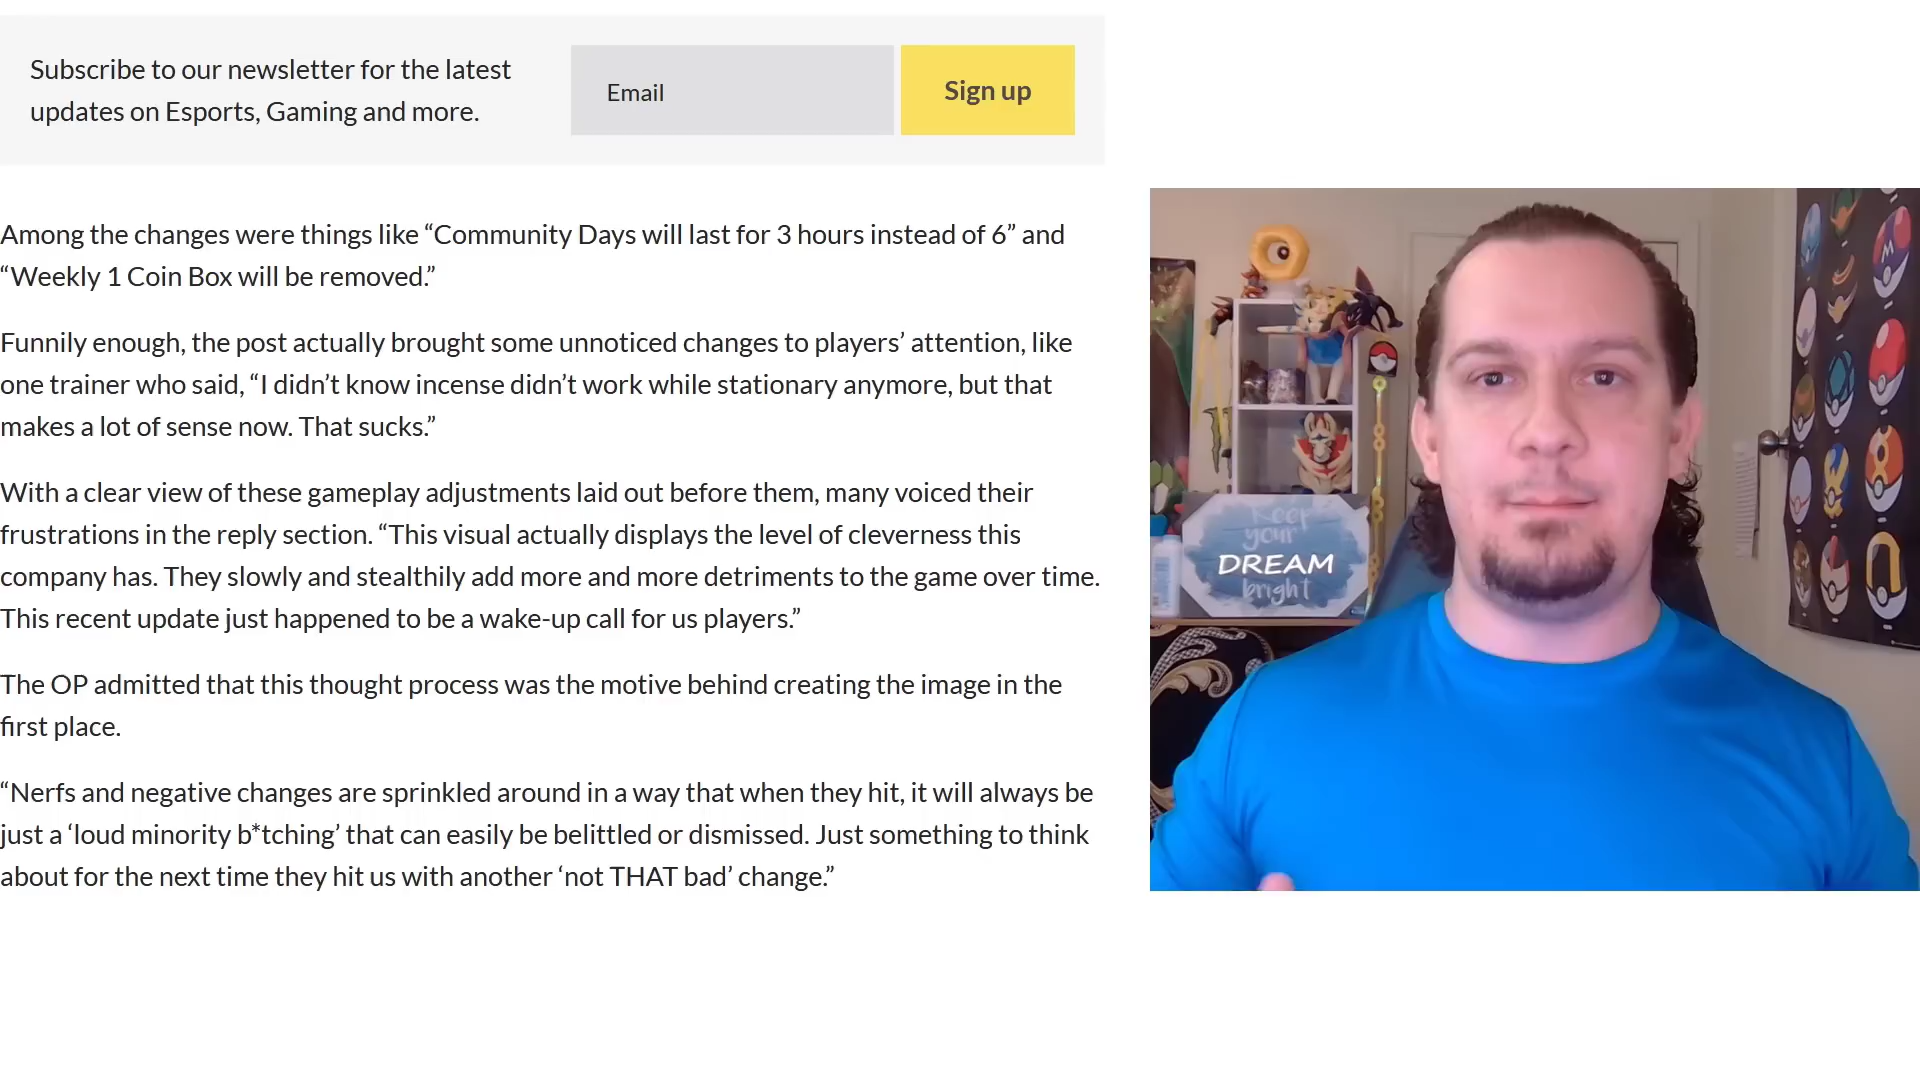 Subscribe to our newsletter for the latest
updates on Esports, Gaming and more.
Email
Sign up
Among the changes were things like “Community Days will last for 3 hours instead of 6” and
“Weekly 1 Coin Box will be removed.”
Funnily enough, the post actually brought some unnoticed changes to players’ attention, like
one trainer who said, “I didn’t know incense didn’t work while stationary anymore, but that
makes a lot of sense now. That sucks.”
With a clear view of these gameplay adjustments laid out before them, many voiced their
frustrations in the reply section. “This visual actually displays the level of cleverness this
company has. They slowly and stealthily add more and more detriments to the game over time.
This recent update just happened to be a wake-up call for us players.”
The OP admitted that this thought process was the motive behind creating the image in the
first place.
“Nerfs and negative changes are sprinkled around in a way that when they hit, it will always be
just a ‘loud minority b*tching’ that can easily be belittled or dismissed. Just something to think
about for the next time they hit us with another ‘not THAT bad’ change.”
Keep
your
DREAM
bright